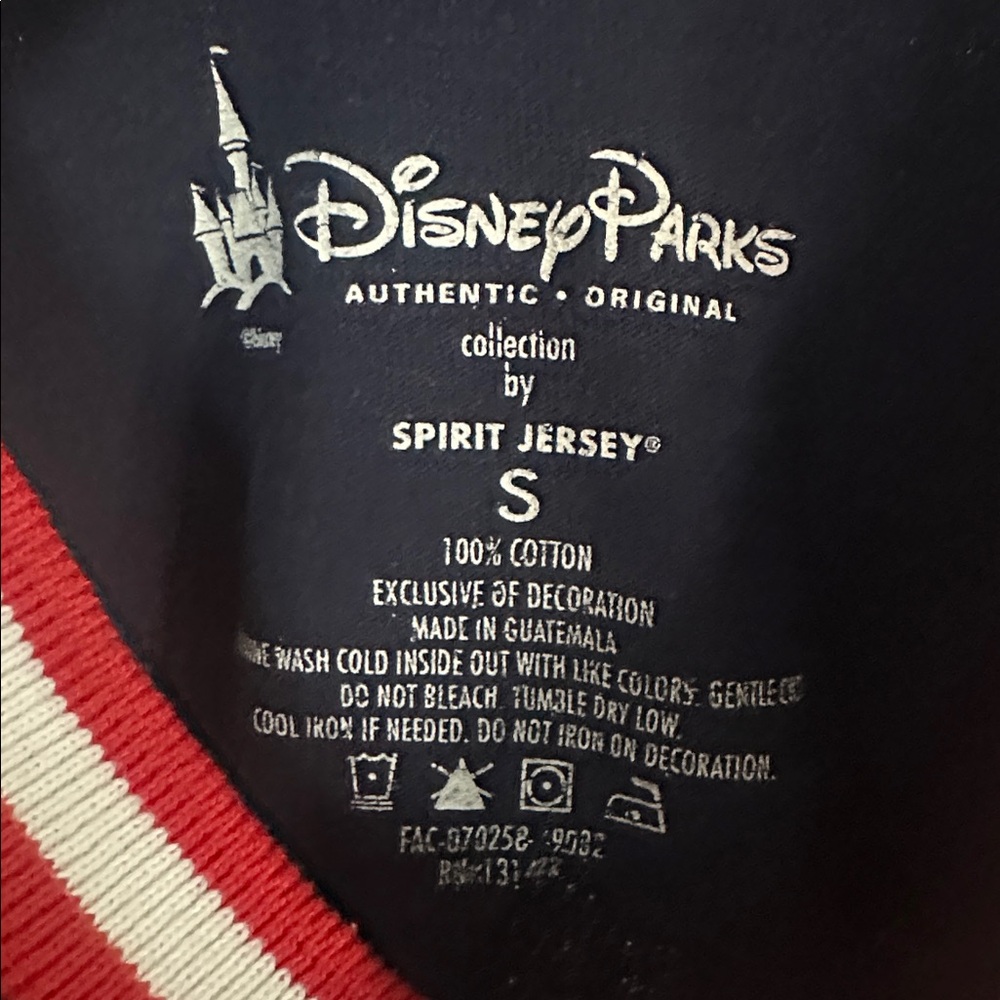 DISNEY PARKS
AUTHENTIC • ORIGINAL
©Disney
collection
by
SPIRIT JERSEY®
S
100% COTTON
EXCLUSIVE OF DECORATION
MADE IN GUATEMALA
WASH COLD INSIDE OUT WITH LIKE COLORS. GENTLE
DO NOT BLEACH. TUMBLE DRY LOW.
COOL IRON IF NEEDED. DO NOT IRON ON DECORATION.